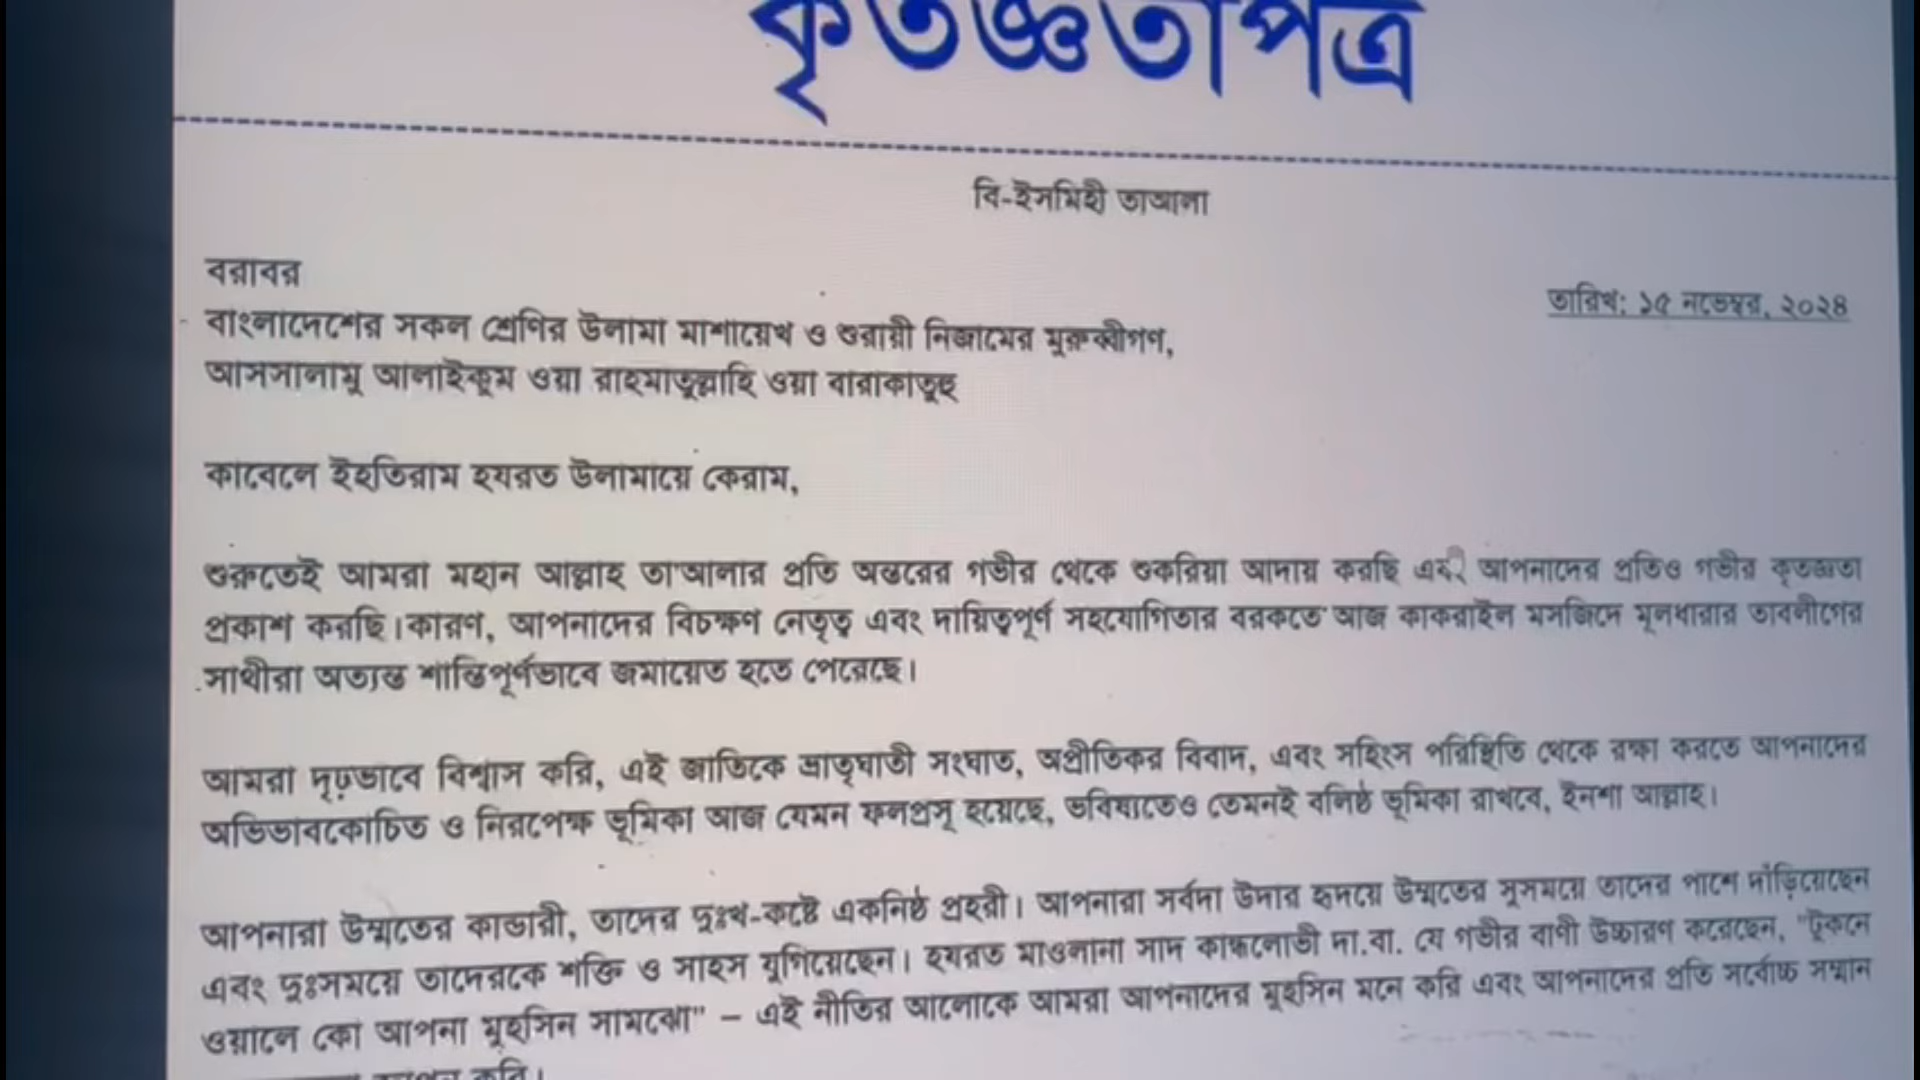 কৃতজ্ঞতাপত্র
বি-ইসমিহী তাআলা
বরাবর
তারিখ: ১৫ নভেম্বর, ২০২৪
বাংলাদেশের সকল শ্রেণির উলামা মাশায়েখ ও শুরায়ী নিজামের মুরুব্বীগণ,
আসসালামু আলাইকুম ওয়া রাহমাতুল্লাহি ওয়া বারাকাতুহু
কাবেলে ইহতিরাম হযরত উলামায়ে কেরাম,
শুরুতেই আমরা মহান আল্লাহ তা'আলার প্রতি অন্তরের গভীর থেকে শুকরিয়া আদায় করছি এবং আপনাদের প্রতিও গভীর কৃতজ্ঞতা
প্রকাশ করছি। কারণ, আপনাদের বিচক্ষণ নেতৃত্ব এবং দায়িত্বপূর্ণ সহযোগিতার বরকতে আজ কাকরাইল মসজিদে মূলধারার তাবলীগের
সাথীরা অত্যন্ত শান্তিপূর্ণভাবে জমায়েত হতে পেরেছে।
আমরা দৃঢ়ভাবে বিশ্বাস করি, এই জাতিকে ভ্রাতৃঘাতী সংঘাত, অপ্রীতিকর বিবাদ, এবং সহিংস পরিস্থিতি থেকে রক্ষা করতে আপনাদের
অভিভাবকোচিত ও নিরপেক্ষ ভূমিকা আজ যেমন ফলপ্রসূ হয়েছে, ভবিষ্যতেও তেমনই বলিষ্ঠ ভূমিকা রাখবে, ইনশা আল্লাহ।
আপনারা উম্মতের কান্ডারী, তাদের দুঃখ-কষ্টে একনিষ্ঠ প্রহরী। আপনারা সর্বদা উদার হৃদয়ে উম্মতের সুসময়ে তাদের পাশে দাঁড়িয়েছেন
এবং দুঃসময়ে তাদেরকে শক্তি ও সাহস যুগিয়েছেন। হযরত মাওলানা সাদ কান্ধলোভী দা.বা. যে গভীর বাণী উচ্চারণ করেছেন, "টুকনে
ওয়ালে কো আপনা মুহসিন সামঝো" – এই নীতির আলোকে আমরা আপনাদের মুহসিন মনে করি এবং আপনাদের প্রতি সর্বোচ্চ সম্মান
করি।